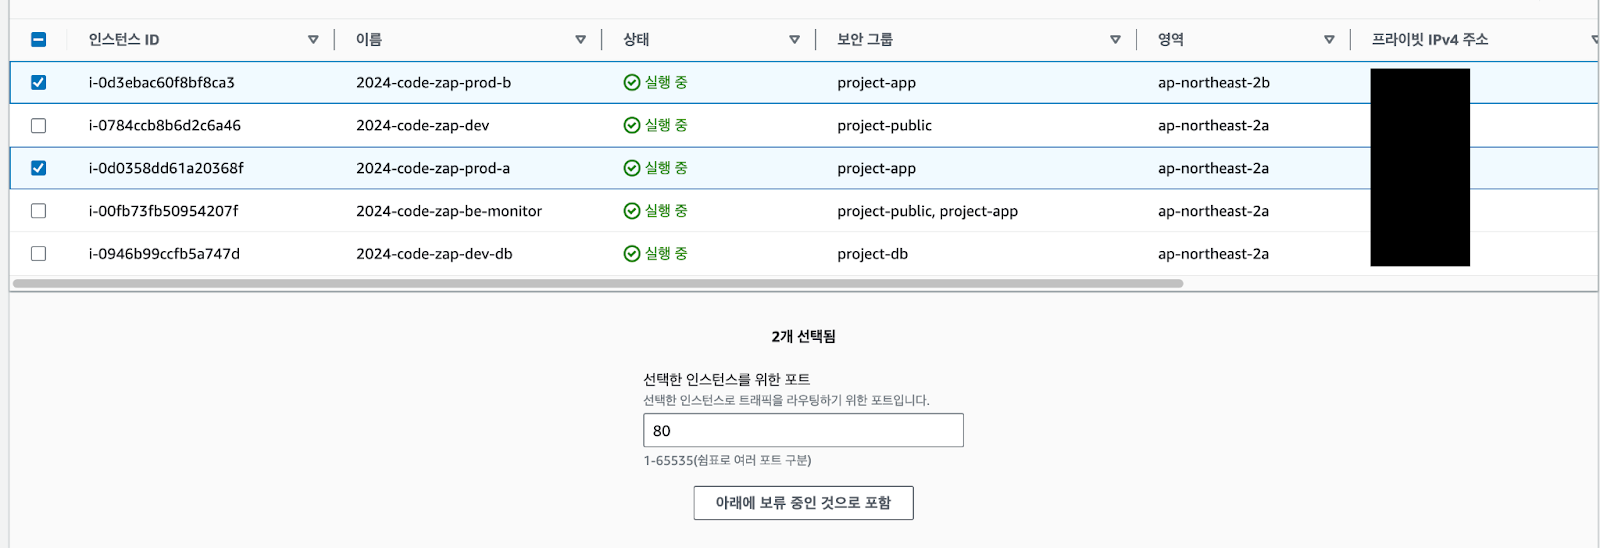 인스턴스 ID 이름 상태 보안 그룹 영역 프라이빗 IPv4 주소
i-0d3ebac60f8bf8ca3 2024-code-zap-prod-b 실행 중 project-app ap-northeast-2b
i-0784ccb8b6d2c6a46 2024-code-zap-dev 실행 중 project-public ap-northeast-2a
i-0d0358dd61a20368f 2024-code-zap-prod-a 실행 중 project-app ap-northeast-2a
i-00fb73fb50954207f 2024-code-zap-be-monitor 실행 중 project-public, project-app ap-northeast-2a
i-0946b99ccfb5a747d 2024-code-zap-dev-db 실행 중 project-db ap-northeast-2a
2개 선택됨
선택한 인스턴스를 위한 포트
선택한 인스턴스로 트래픽을 라우팅하기 위한 포트입니다.
80
1-65535(쉼표로 여러 포트 구분)
아래에 보류 중인 것으로 포함